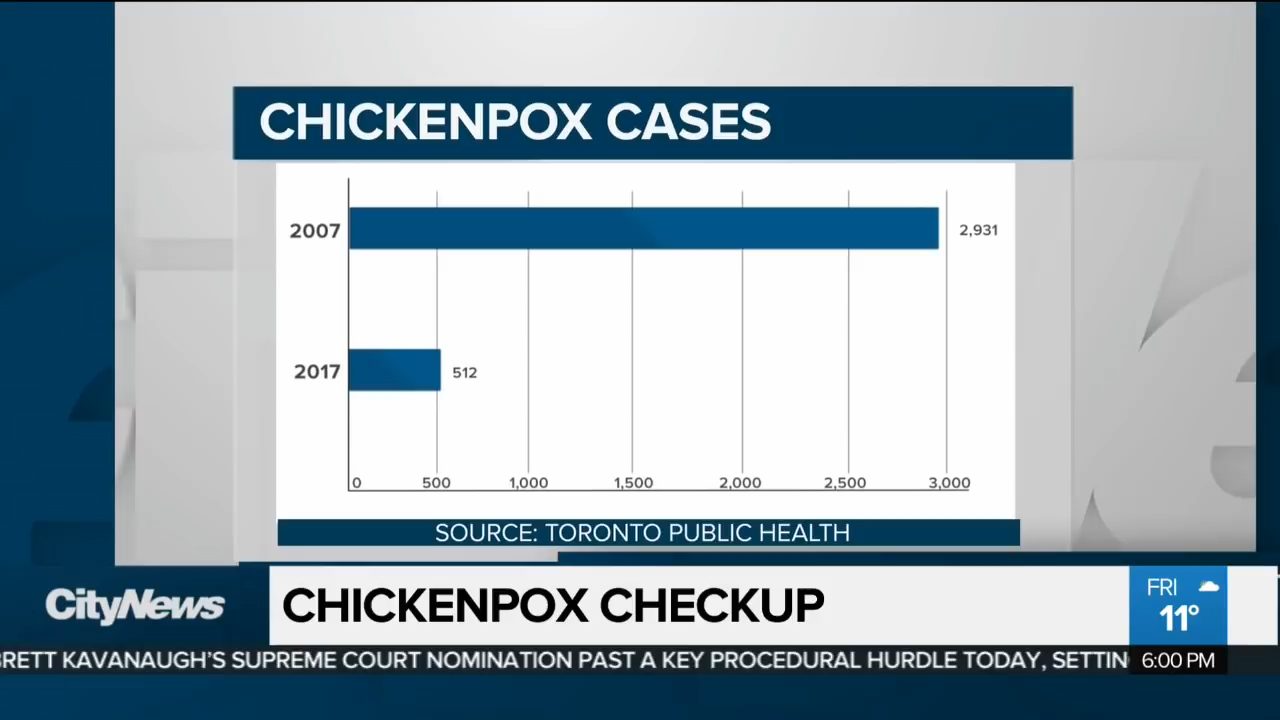 CHICKENPOX CASES
2007
2,931
2017
512
0 500 1,000 1,500 2,000 2,500 3,000
SOURCE: TORONTO PUBLIC HEALTH
CityNews
CHICKENPOX CHECKUP
FRI
11°
KAVANAUGH'S SUPREME COURT NOMINATION PAST A KEY PROCEDURAL HURDLE TODAY,
6:00 PM